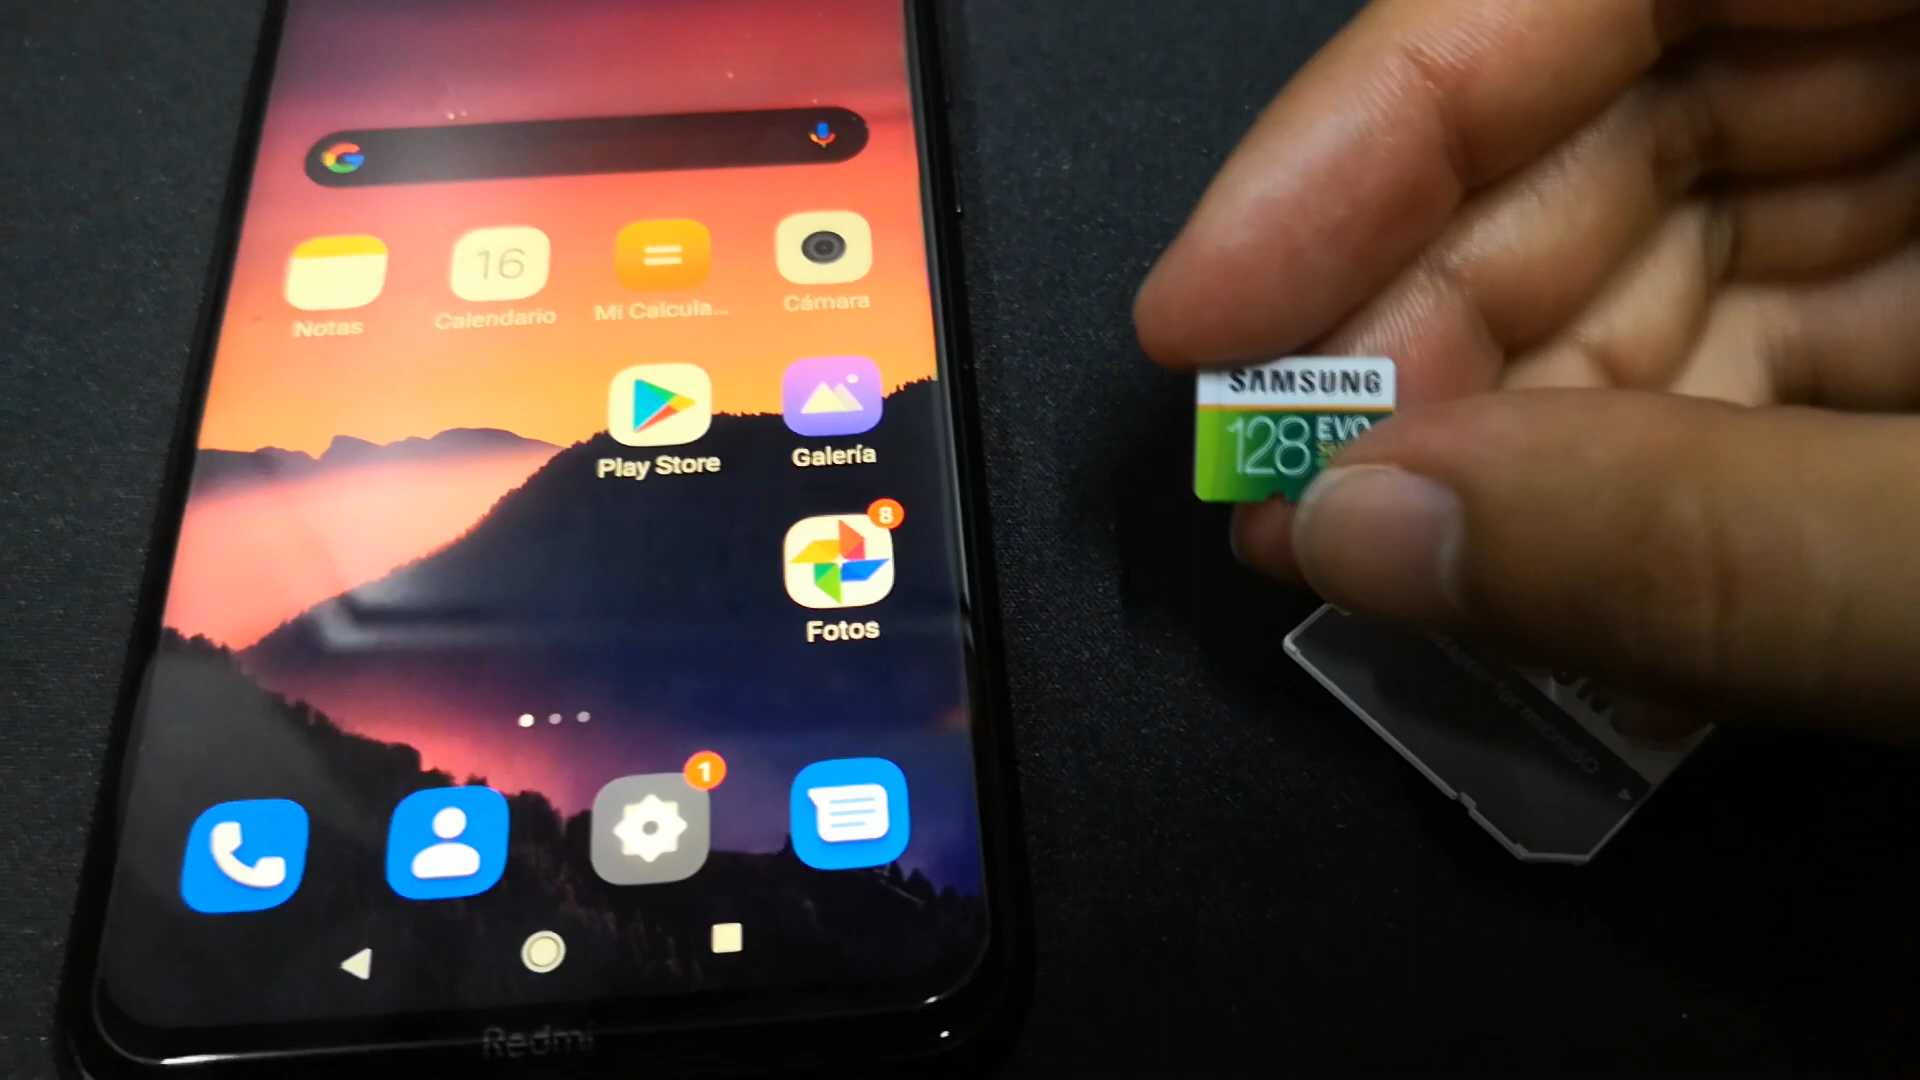 16
Notas
Calendario
Mi Calcula...
Cámara
Play Store
Galería
8
Fotos
1
Redmi
SAMSUNG
128 EVO